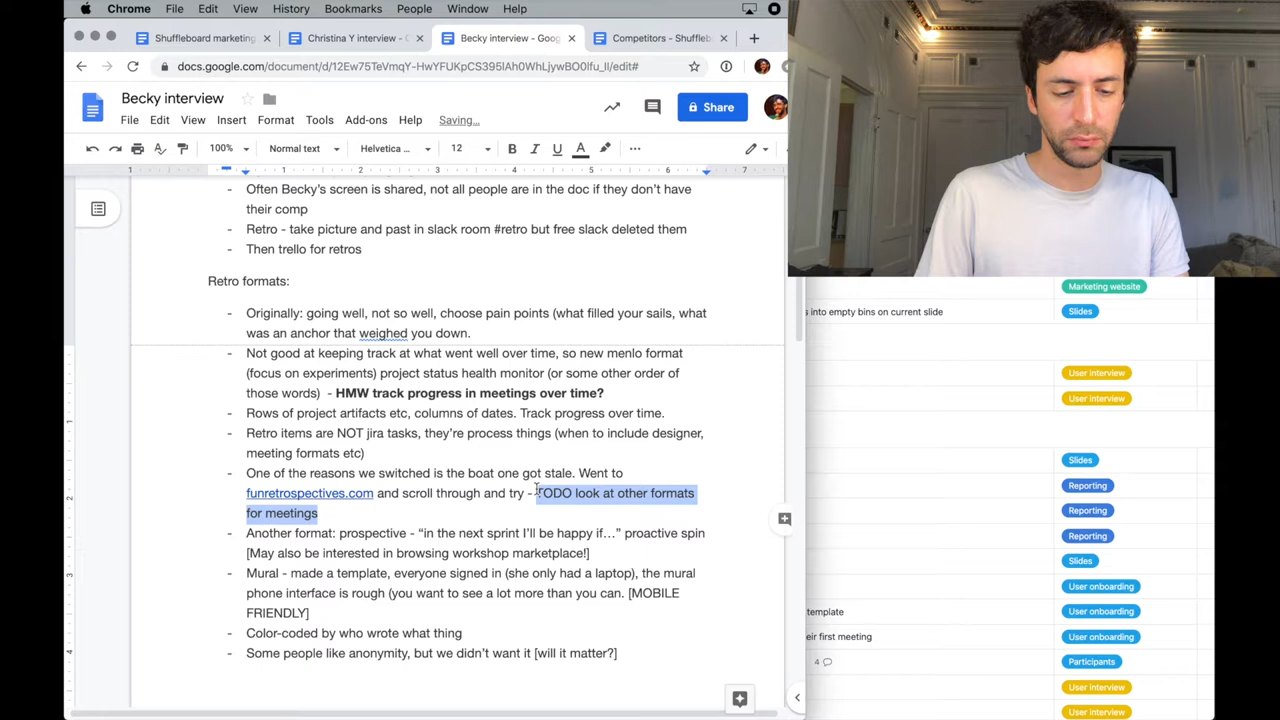 Chrome File Edit View History Bookmarks People Window Help
Shuffleboard ma Christina Y interview - Becky interview - Goog Competitors - Shuffleb
docs.google.com/document/d/12Ew75TeVmqY-HwYFUKpCS395IAh0WhLjywBO0Ifu_lI/edit#
Becky interview
File Edit View Insert Format Tools Add-ons Help Saving...
Share
100% Normal text Helvetica ... 12
1 1 2 3 4 5 6
- Often Becky's screen is shared, not all people are in the doc if they don't have
their comp
- Retro - take picture and past in slack room #retro but free slack deleted them
- Then trello for retros
Retro formats:
- Originally: going well, not so well, choose pain points (what filled your sails, what
was an anchor that weighed you down.
- Not good at keeping track at what went well over time, so new menlo format
(focus on experiments) project status health monitor (or some other order of
those words) - HMW track progress in meetings over time?
- Rows of project artifacts etc, columns of dates. Track progress over time.
- Retro items are NOT jira tasks, they're process things (when to include designer,
meeting formats etc)
- One of the reasons we switched is the boat one got stale. Went to
funretrospectives.com and scroll through and try - TODO look at other formats
for meetings
- Another format: prospective - “in the next sprint I'll be happy if…” proactive spin
[May also be interested in browsing workshop marketplace!]
- Mural - made a template, everyone signed in (she only had a laptop), the mural
phone interface is rough (you want to see a lot more than you can. [MOBILE
FRIENDLY]
- Color-coded by who wrote what thing
- Some people like anonymity, but we didn't want it [will it matter?]
1
2
3
4
Marketing website
s into empty bins on current slide Slides
User interview
User interview
Slides
Reporting
Reporting
Reporting
Slides
User onboarding
template User onboarding
eir first meeting User onboarding
4 Participants
User interview
User interview